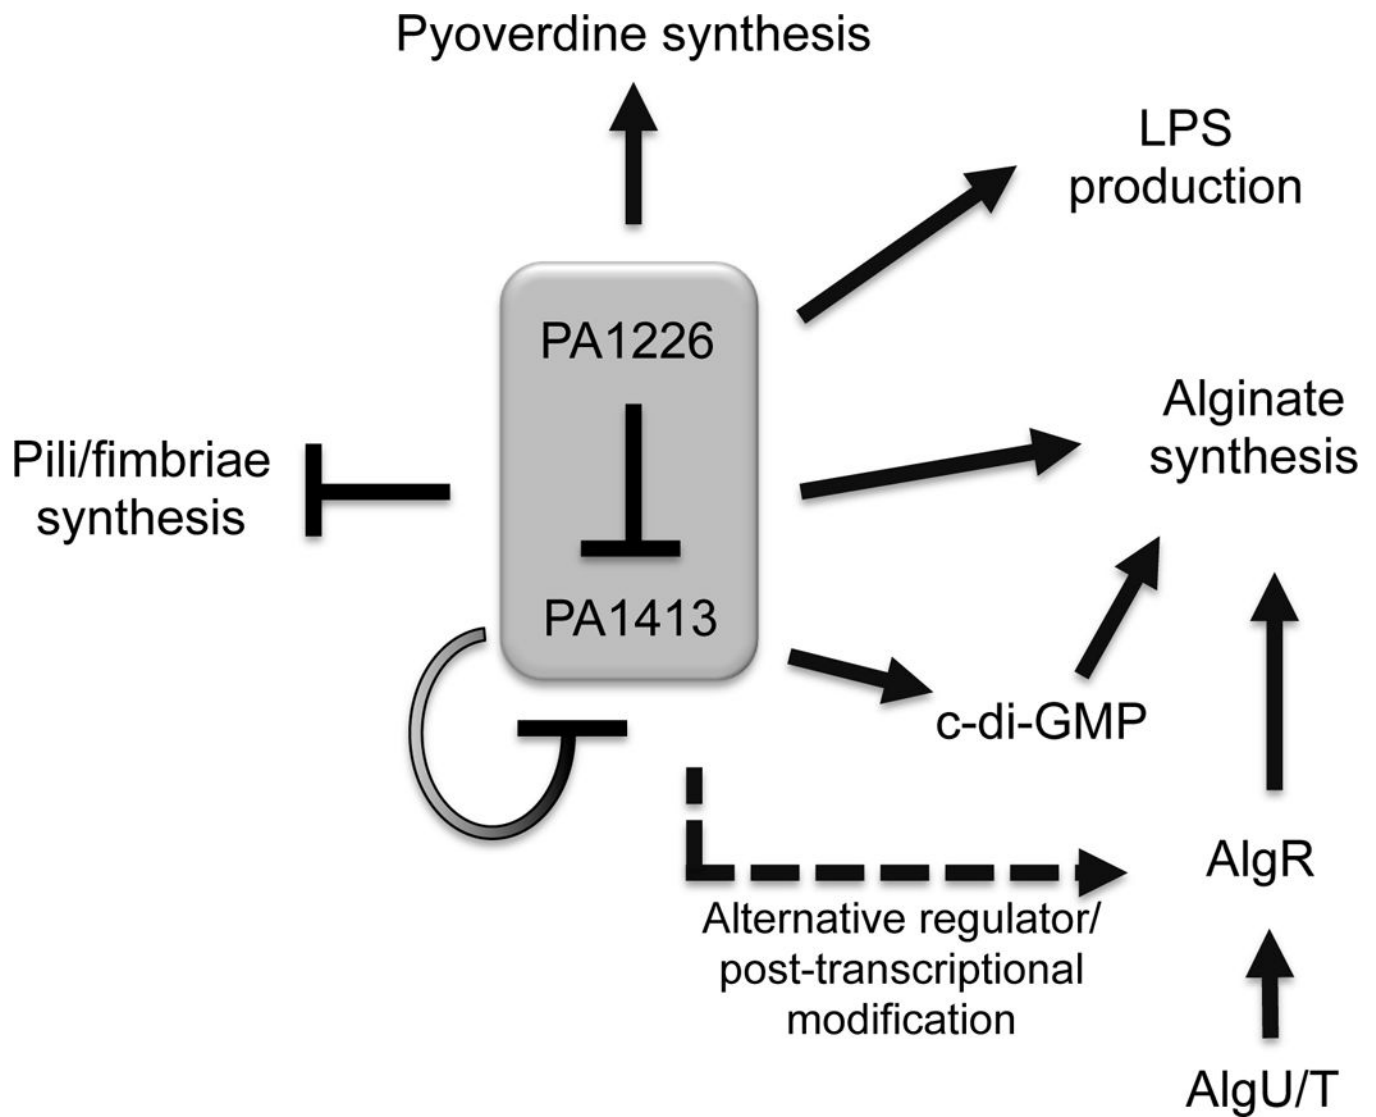 Pyoverdine synthesis
LPS
production
PA1226
Alginate
synthesis
Pili/fimbriae
synthesis
PA1413
c-di-GMP
AlgR
Alternative regulator/
post-transcriptional
modification
AlgU/T